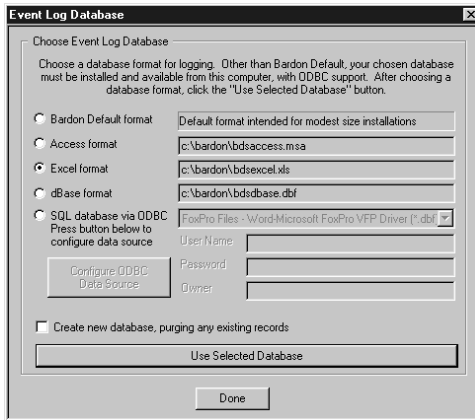 Event Log Database
Choose Event Log Database
Choose a database format for logging. Other than Bardon Default, your chosen database
must be installed and available from this computer, with ODBC support. After choosing a
database format, click the "Use Selected Database" button.
Bardon Default format
Default format intended for modest size installations
Access format
c:\bardon\bdsaccess.msa
Excel format
c:\bardon\bdsexcel.xls
dBase format
c:\bardon\bdsdbase.dbf
SQL database via ODBC
FoxPro Files - Word-Microsoft FoxPro VFP Driver (*.dbf
Press button below to
configure data source
User Name
Configure ODBC
Data Source
Password
Owner
Create new database, purging any existing records
Use Selected Database
Done